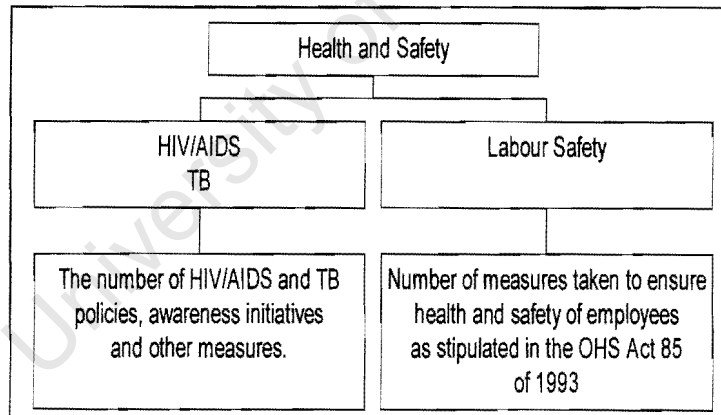 Health and Safety
HIV/AIDS
TB
Labour Safety
The number of HIV/AIDS and TB
policies, awareness initiatives
and other measures.
Number of measures taken to ensure
health and safety of employees
as stipulated in the OHS Act 85
of 1993
University of